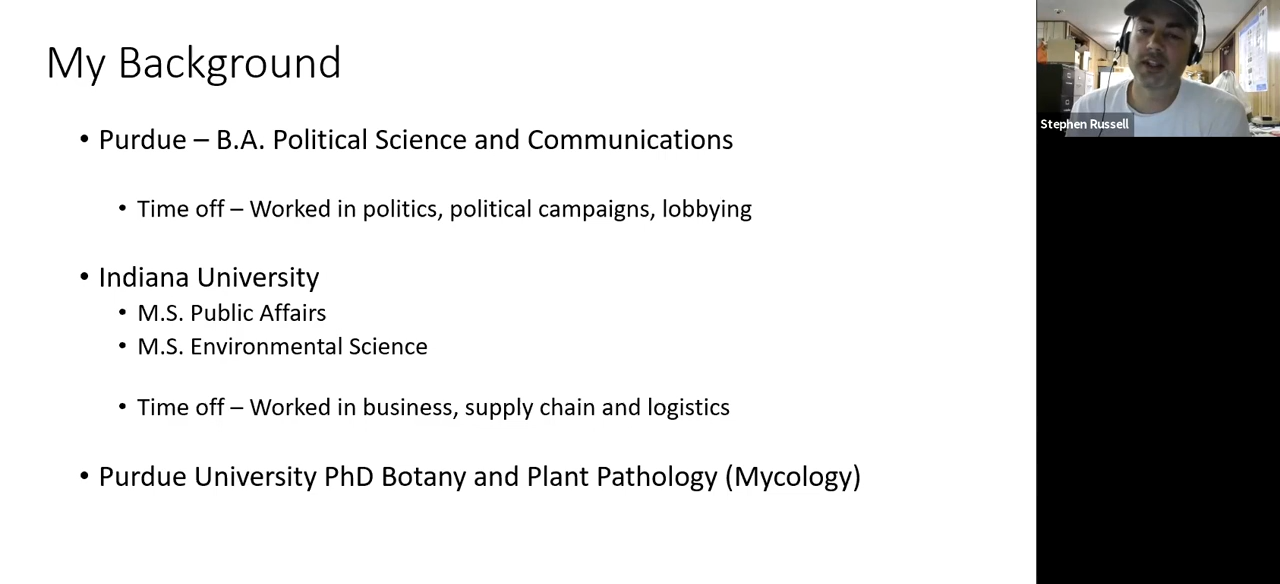 My Background
• Purdue – B.A. Political Science and Communications
• Time off – Worked in politics, political campaigns, lobbying
• Indiana University
• M.S. Public Affairs
• M.S. Environmental Science
• Time off – Worked in business, supply chain and logistics
• Purdue University PhD Botany and Plant Pathology (Mycology)
Stephen Russell